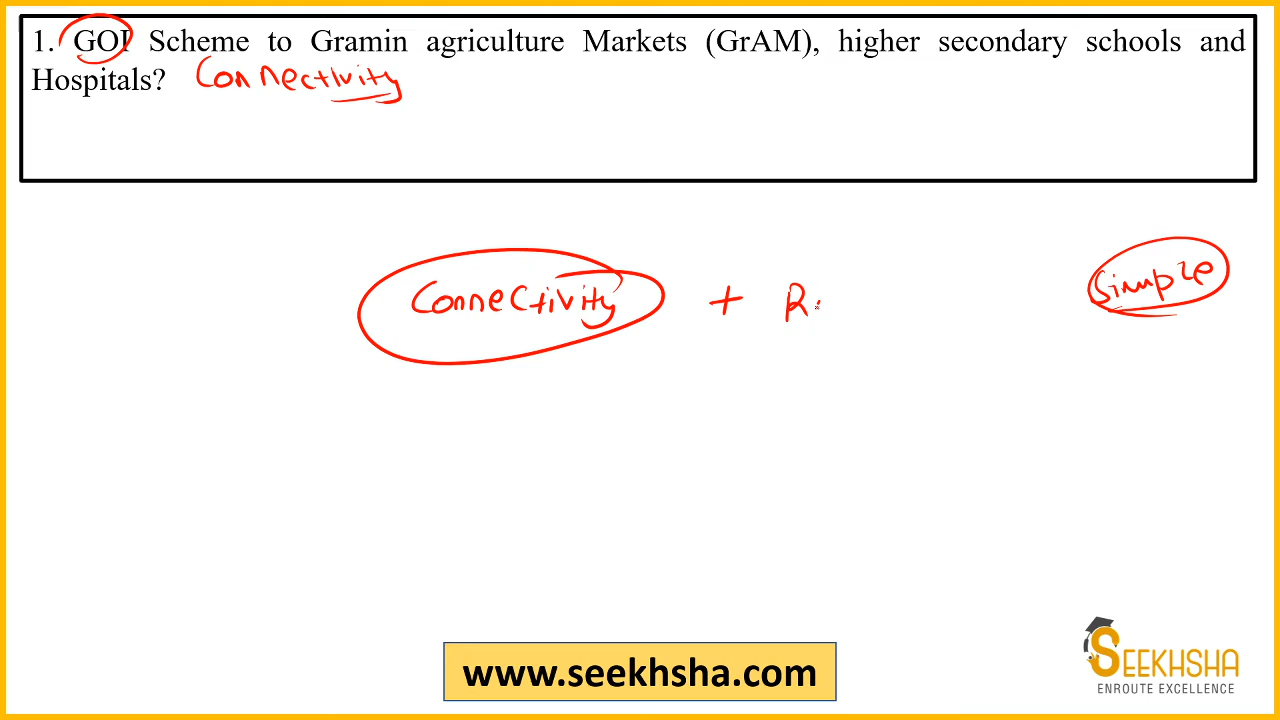 1. GOI Scheme to Gramin agriculture Markets (GrAM), higher secondary schools and
Hospitals? Connectivity
Connectivity + R
Simple
www.seekhsha.com
SEEKHSHA
ENROUTE EXCELLENCE